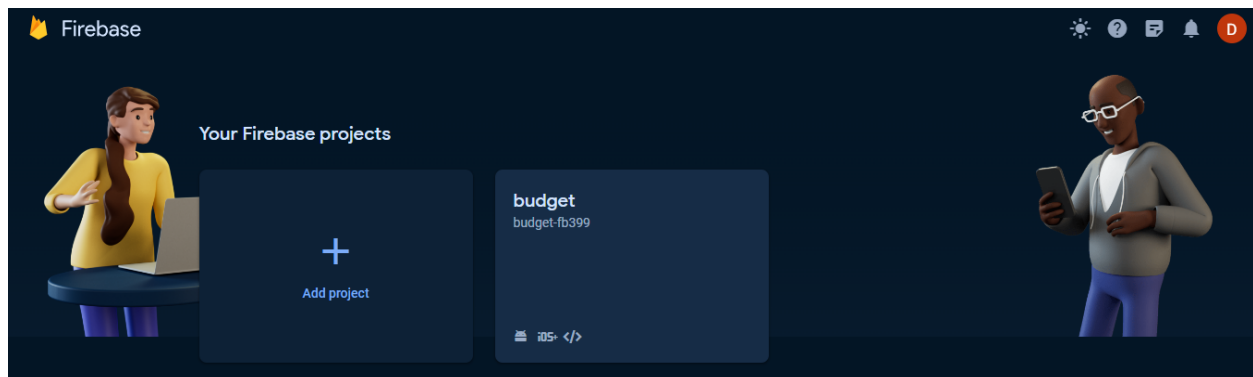 Firebase
D
Your Firebase projects
Add project
budget
budget-fb399
iOS+ </>